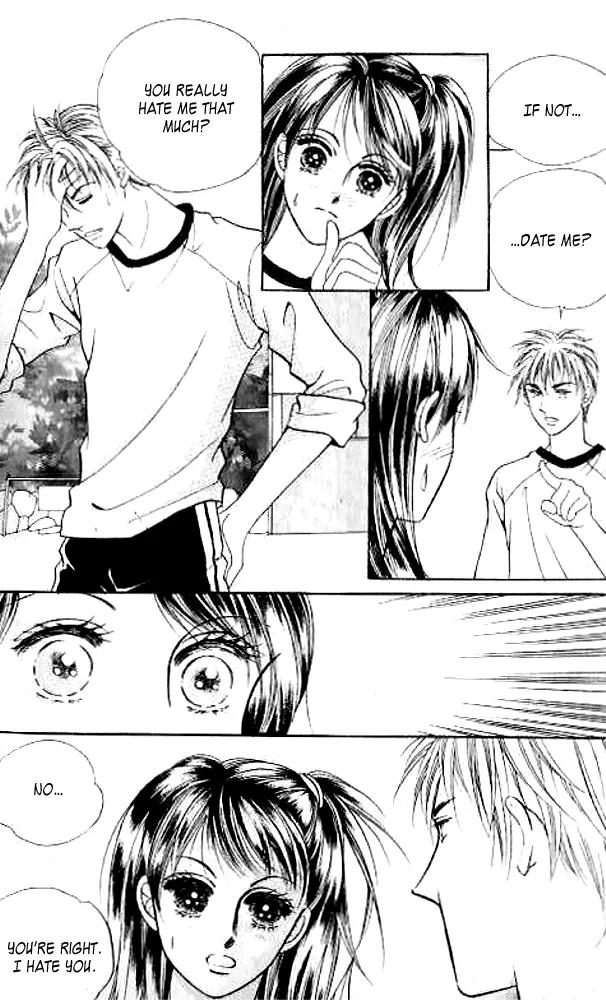 YOU REALLY
HATE ME THAT
MUCH?
IF NOT...
...DATE ME?
NO...
YOU'RE RIGHT.
I HATE YOU.